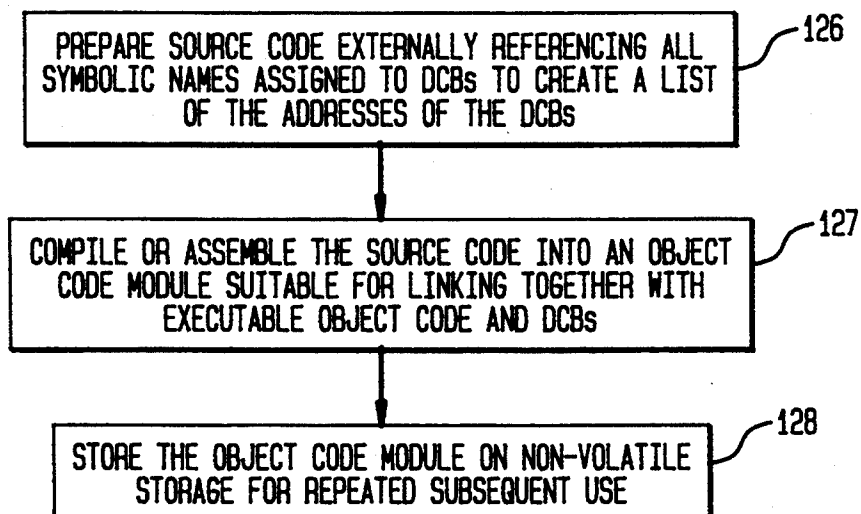 PREPARE SOURCE CODE EXTERNALLY REFERENCING ALL
SYMBOLIC NAMES ASSIGNED TO DCBs TO CREATE A LIST
OF THE ADDRESSES OF THE DCBs
126
COMPILE OR ASSEMBLE THE SOURCE CODE INTO AN OBJECT
CODE MODULE SUITABLE FOR LINKING TOGETHER WITH
EXECUTABLE OBJECT CODE AND DCBs
127
STORE THE OBJECT CODE MODULE ON NON-VOLATILE
STORAGE FOR REPEATED SUBSEQUENT USE
128